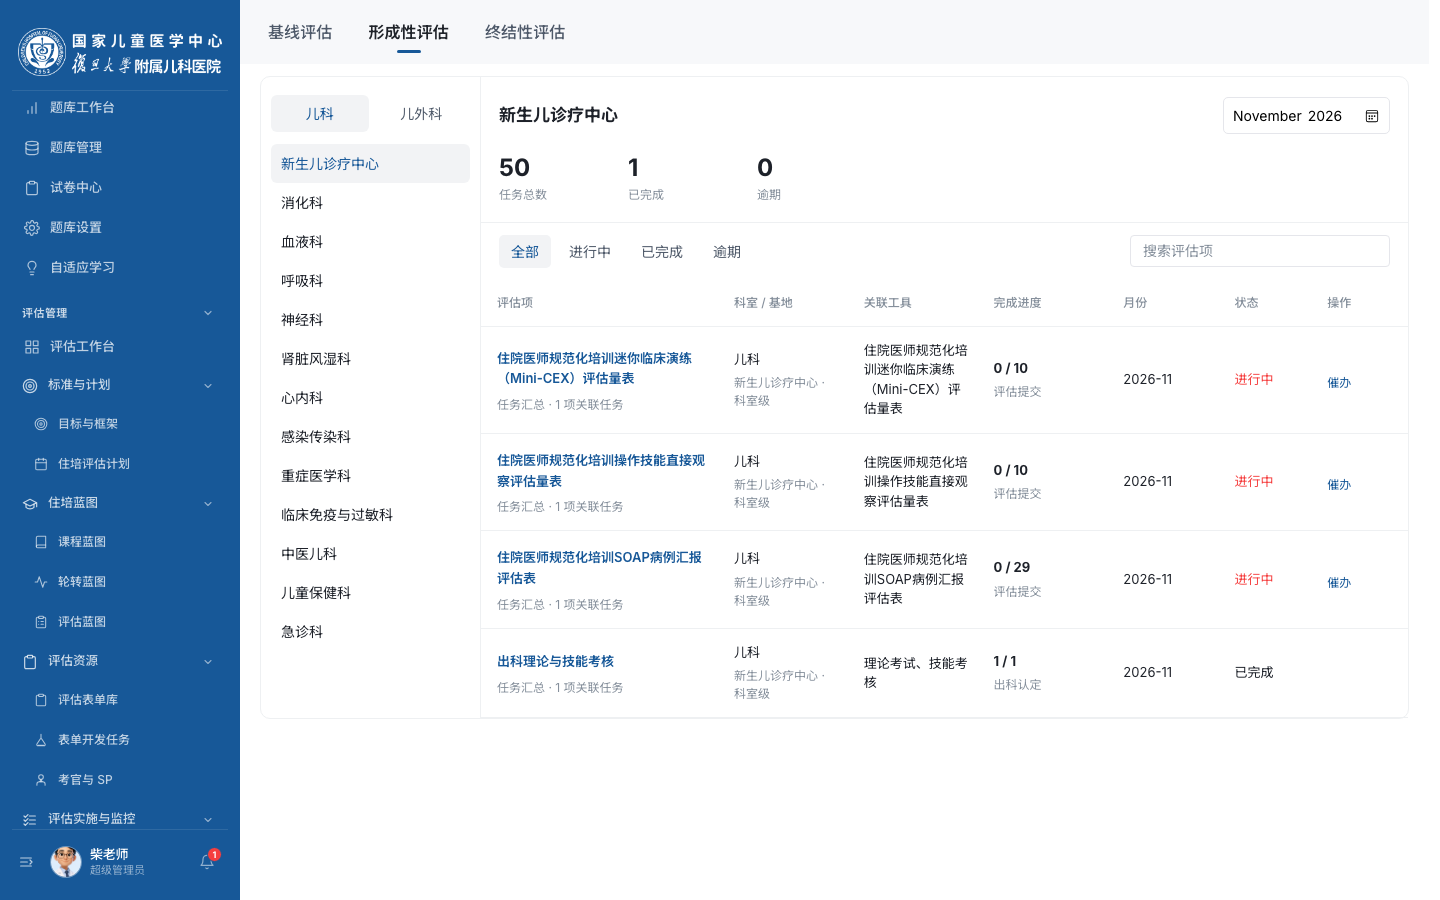 国家儿童医学中心
復旦大学附属儿科医院
1952
题库工作台
题库管理
试卷中心
题库设置
自适应学习
评估管理
评估工作台
标准与计划
目标与框架
住培评估计划
住培蓝图
课程蓝图
轮转蓝图
评估蓝图
评估资源
评估表单库
表单开发任务
考官与 SP
评估实施与监控
柴老师
超级管理员
1
基线评估
形成性评估
终结性评估
儿科
儿外科
新生儿诊疗中心
消化科
血液科
呼吸科
神经科
肾脏风湿科
心内科
感染传染科
重症医学科
临床免疫与过敏科
中医儿科
儿童保健科
急诊科
新生儿诊疗中心
November 2026
50
任务总数
1
已完成
0
逾期
全部
进行中
已完成
逾期
搜索评估项
评估项
科室 / 基地
关联工具
完成进度
月份
状态
操作
住院医师规范化培训迷你临床演练
（Mini-CEX）评估量表
任务汇总 · 1 项关联任务
儿科
新生儿诊疗中心 ·
科室级
住院医师规范化培
训迷你临床演练
（Mini-CEX）评
估量表
0 / 10
评估提交
2026-11
进行中
催办
住院医师规范化培训操作技能直接观
察评估量表
任务汇总 · 1 项关联任务
儿科
新生儿诊疗中心 ·
科室级
住院医师规范化培
训操作技能直接观
察评估量表
0 / 10
评估提交
2026-11
进行中
催办
住院医师规范化培训SOAP病例汇报
评估表
任务汇总 · 1 项关联任务
儿科
新生儿诊疗中心 ·
科室级
住院医师规范化培
训SOAP病例汇报
评估表
0 / 29
评估提交
2026-11
进行中
催办
出科理论与技能考核
任务汇总 · 1 项关联任务
儿科
新生儿诊疗中心 ·
科室级
理论考试、技能考
核
1 / 1
出科认定
2026-11
已完成